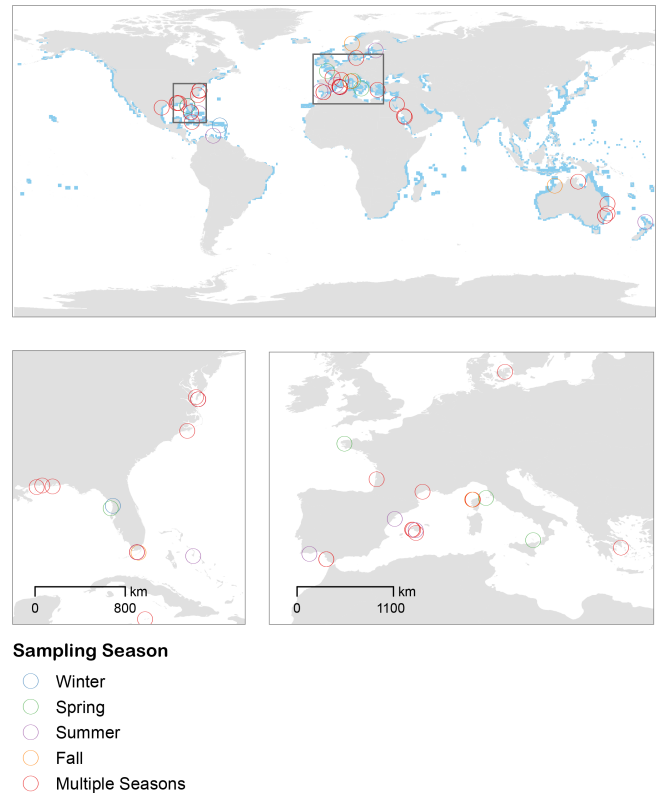 km
0 800
km
0 1100
Sampling Season
Winter
Spring
Summer
Fall
Multiple Seasons